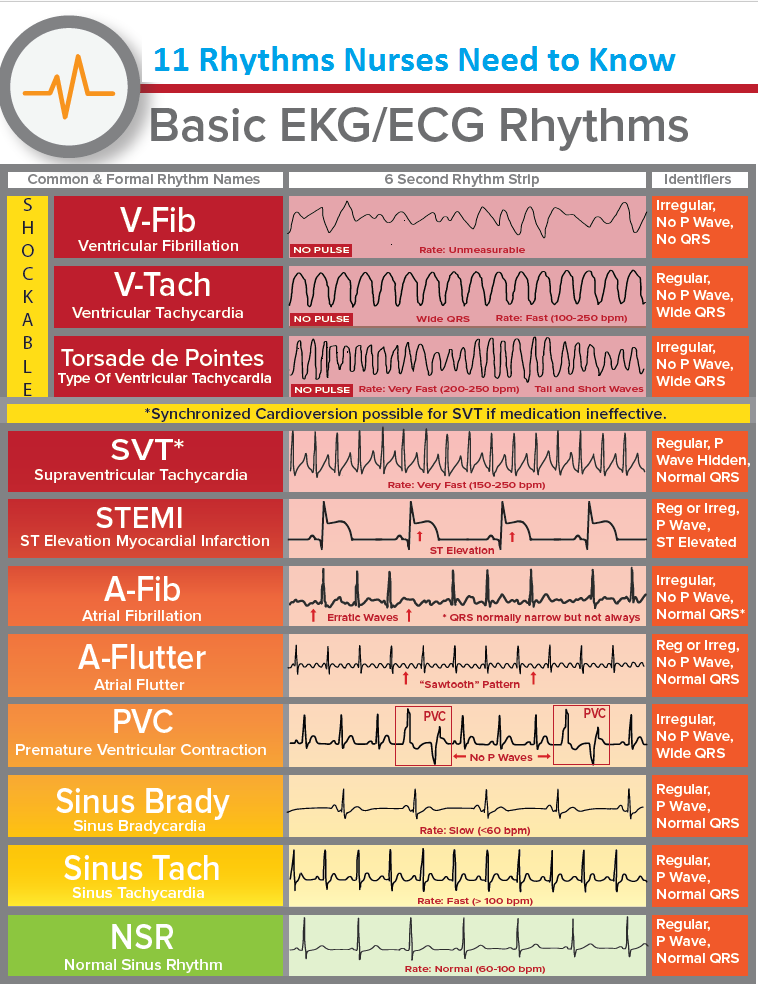 11 Rhythms Nurses Need to Know
Basic EKG/ECG Rhythms
Common & Formal Rhythm Names
6 Second Rhythm Strip
Identifiers
SHOCKABLE
V-Fib
Ventricular Fibrillation
NO PULSE
Rate: Unmeasurable
Irregular,
No P Wave,
No QRS
V-Tach
Ventricular Tachycardia
NO PULSE
Wide QRS
Rate: Fast (100-250 bpm)
Regular,
No P Wave,
Wide QRS
Torsade de Pointes
Type Of Ventricular Tachycardia
NO PULSE
Rate: Very Fast (200-250 bpm)
Tall and Short Waves
Irregular,
No P Wave,
Wide QRS
*Synchronized Cardioversion possible for SVT if medication ineffective.
SVT*
Supraventricular Tachycardia
Rate: Very Fast (150-250 bpm)
Regular, P
Wave Hidden,
Normal QRS
STEMI
ST Elevation Myocardial Infarction
ST Elevation
Reg or Irreg,
P Wave,
ST Elevated
A-Fib
Atrial Fibrillation
Erratic Waves
* QRS normally narrow but not always
Irregular,
No P Wave,
Normal QRS*
A-Flutter
Atrial Flutter
"Sawtooth" Pattern
Reg or Irreg,
No P Wave,
Normal QRS
PVC
Premature Ventricular Contraction
PVC
PVC
No P Waves
Irregular,
No P Wave,
Wide QRS
Sinus Brady
Sinus Bradycardia
Rate: Slow (<60 bpm)
Regular,
P Wave,
Normal QRS
Sinus Tach
Sinus Tachycardia
Rate: Fast (> 100 bpm)
Regular,
P Wave,
Normal QRS
NSR
Normal Sinus Rhythm
Rate: Normal (60-100 bpm)
Regular,
P Wave,
Normal QRS